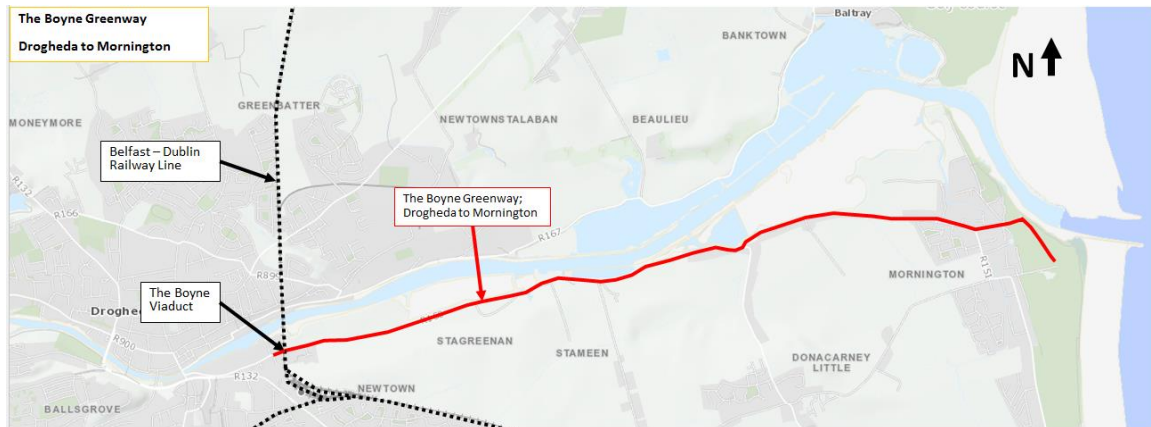 The Boyne Greenway
Drogheda to Mornington
Baltray
BANKTOWN
N
GREENBATTER
MONEYMORE
NEWTOWNSTALABAN
BEAULIEU
Belfast – Dublin
Railway Line
R132
R166
The Boyne Greenway;
Drogheda to Mornington
R167
MORNINGTON
R151
The Boyne
Viaduct
R900
R132
STAGREENAN
STAMEEN
DONACARNEY
LITTLE
NEWTOWN
BALLSGROVE